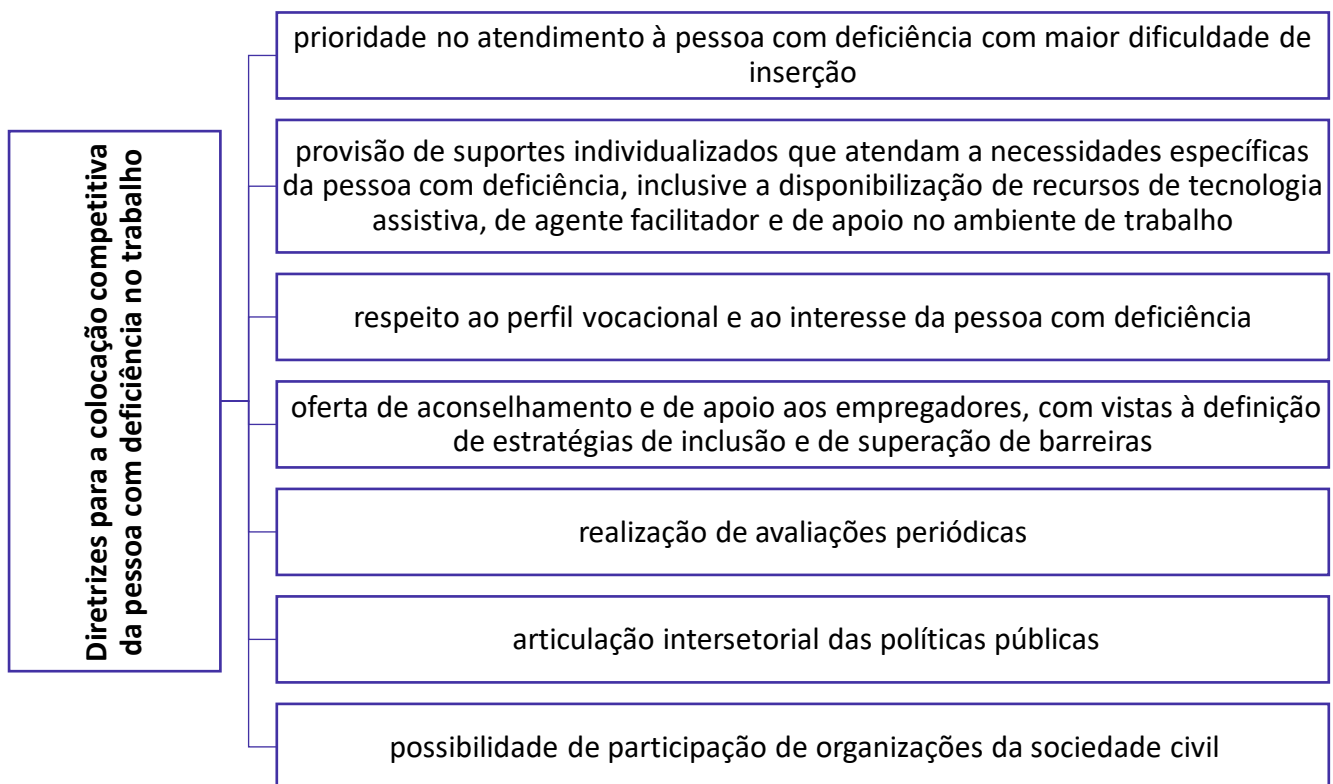 Diretrizes para a colocação competitiva
da pessoa com deficiência no trabalho
prioridade no atendimento à pessoa com deficiência com maior dificuldade de
inserção
provisão de suportes individualizados que atendam a necessidades específicas
da pessoa com deficiência, inclusive a disponibilização de recursos de tecnologia
assistiva, de agente facilitador e de apoio no ambiente de trabalho
respeito ao perfil vocacional e ao interesse da pessoa com deficiência
oferta de aconselhamento e de apoio aos empregadores, com vistas à definição
de estratégias de inclusão e de superação de barreiras
realização de avaliações periódicas
articulação intersetorial das políticas públicas
possibilidade de participação de organizações da sociedade civil